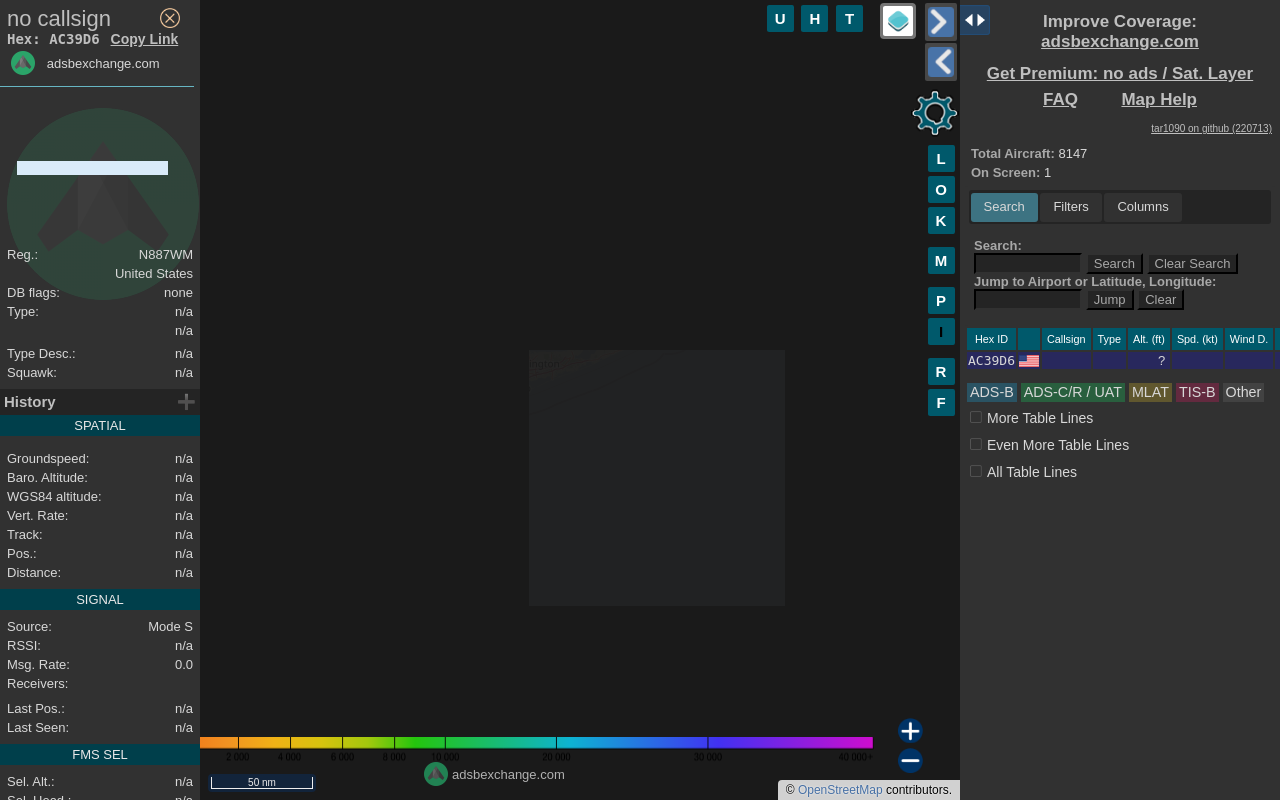 no callsign
Hex: AC39D6 Copy Link
adsbexchange.com
Reg.: N887WM
United States
DB flags: none
Type: n/a
n/a
Type Desc.: n/a
Squawk: n/a
History
SPATIAL
Groundspeed: n/a
Baro. Altitude: n/a
WGS84 altitude: n/a
Vert. Rate: n/a
Track: n/a
Pos.: n/a
Distance: n/a
SIGNAL
Source: Mode S
RSSI: n/a
Msg. Rate: 0.0
Receivers:
Last Pos.: n/a
Last Seen: n/a
FMS SEL
Sel. Alt.: n/a
Sel. Head.: n/a
U H T
L
O
K
M
P
I
R
F
2 000 4 000 6 000 8 000 10 000 20 000 30 000 40 000+
adsbexchange.com
50 nm
© OpenStreetMap contributors.
Improve Coverage:
adsbexchange.com
Get Premium: no ads / Sat. Layer
FAQ Map Help
tar1090 on github (220713)
Total Aircraft: 8147
On Screen: 1
Search Filters Columns
Search:
Search Clear Search
Jump to Airport or Latitude, Longitude:
Jump Clear
Hex ID Callsign Type Alt. (ft) Spd. (kt) Wind D.
AC39D6 ?
ADS-B ADS-C/R / UAT MLAT TIS-B Other
More Table Lines
Even More Table Lines
All Table Lines